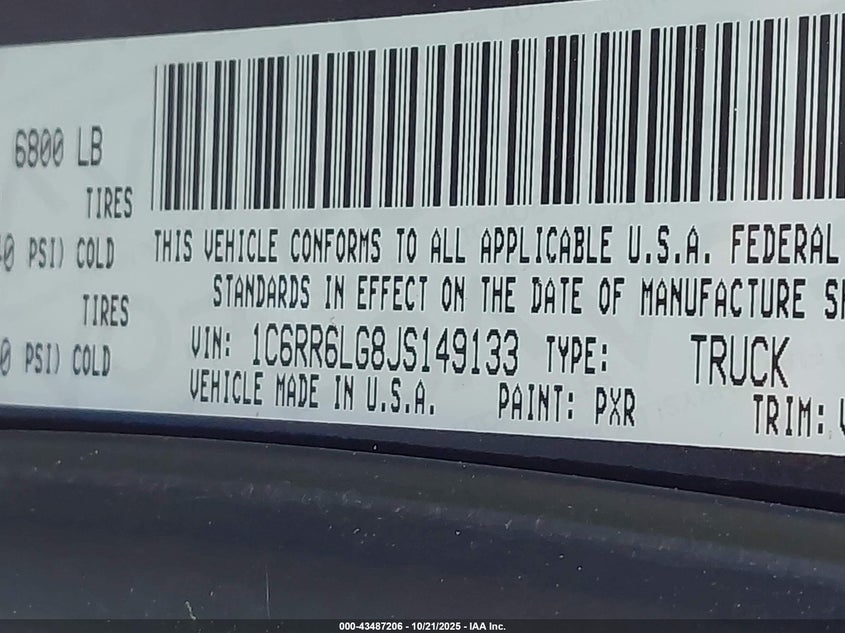 6800 LB
TIRES
0 PSI) COLD
TIRES
0 PSI) COLD
THIS VEHICLE CONFORMS TO ALL APPLICABLE U.S.A. FEDERAL
STANDARDS IN EFFECT ON THE DATE OF MANUFACTURE
VIN: 1C6RR6LG8JS149133 TYPE: TRUCK
VEHICLE MADE IN U.S.A. PAINT: PXR TRIM:
000-43487206 - 10/21/2025 - IAA Inc.